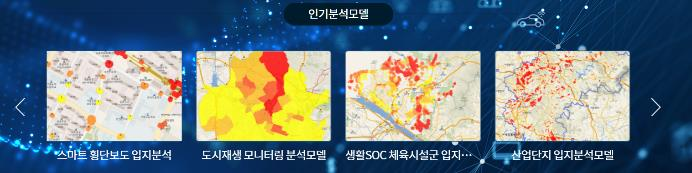 인기분석모델
스마트 횡단보도 입지분석
도시재생 모니터링 분석모델
생활SOC 체육시설군 입지…
산업단지 입지분석모델